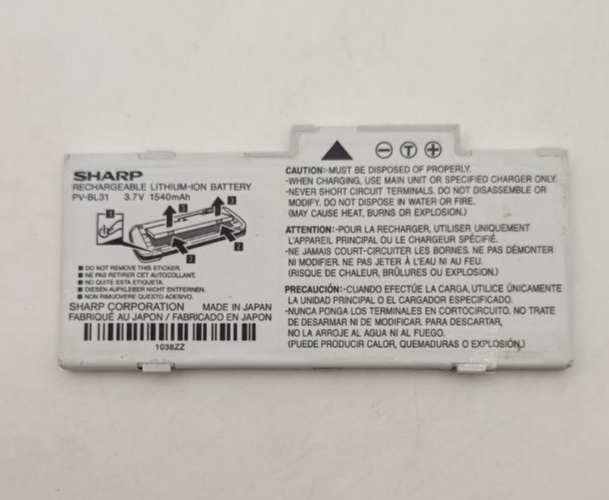 SHARP
RECHARGEABLE LITHIUM-ION BATTERY
PV-BL31 3.7V 1540mAh
1
3
3
2
2
■ DO NOT REMOVE THIS STICKER.
■ NE PAS RETIRER CET AUTOCOLLANT.
■ NO QUITE ESTA ETIQUETA.
■ DIESEN AUFKLEBER NICHT ENTFERNEN.
■ NON RIMUOVERE QUESTO ADESIVO.
SHARP CORPORATION MADE IN JAPAN
FABRIQUÉ AU JAPON / FABRICADO EN JAPON
1038ZZ
− T +
CAUTION:-MUST BE DISPOSED OF PROPERLY.
-WHEN CHARGING, USE MAIN UNIT OR SPECIFIED CHARGER ONLY.
-NEVER SHORT CIRCUIT TERMINALS. DO NOT DISASSEMBLE OR
MODIFY. DO NOT DISPOSE IN WATER OR FIRE.
(MAY CAUSE HEAT, BURNS OR EXPLOSION.)
ATTENTION:-POUR LA RECHARGER, UTILISER UNIQUEMENT
L'APPAREIL PRINCIPAL OU LE CHARGEUR SPÉCIFIÉ.
-NE JAMAIS COURT-CIRCUITER LES BORNES. NE PAS DÉMONTER
NI MODIFIER. NE PAS JETER À L'EAU NI AU FEU.
(RISQUE DE CHALEUR, BRÛLURES OU EXPLOSION.)
PRECAUCIÓN:-CUANDO EFECTÚE LA CARGA, UTILICE ÚNICAMENTE
LA UNIDAD PRINCIPAL O EL CARGADOR ESPECIFICADO.
-NUNCA PONGA LOS TERMINALES EN CORTOCIRCUITO. NO TRATE
DE DESARMAR NI DE MODIFICAR. PARA DESCARTAR,
NO LA ARROJE AL AGUA NI AL FUEGO.
(PUEDE PRODUCIR CALOR, QUEMADURAS O EXPLOSIÓN.)